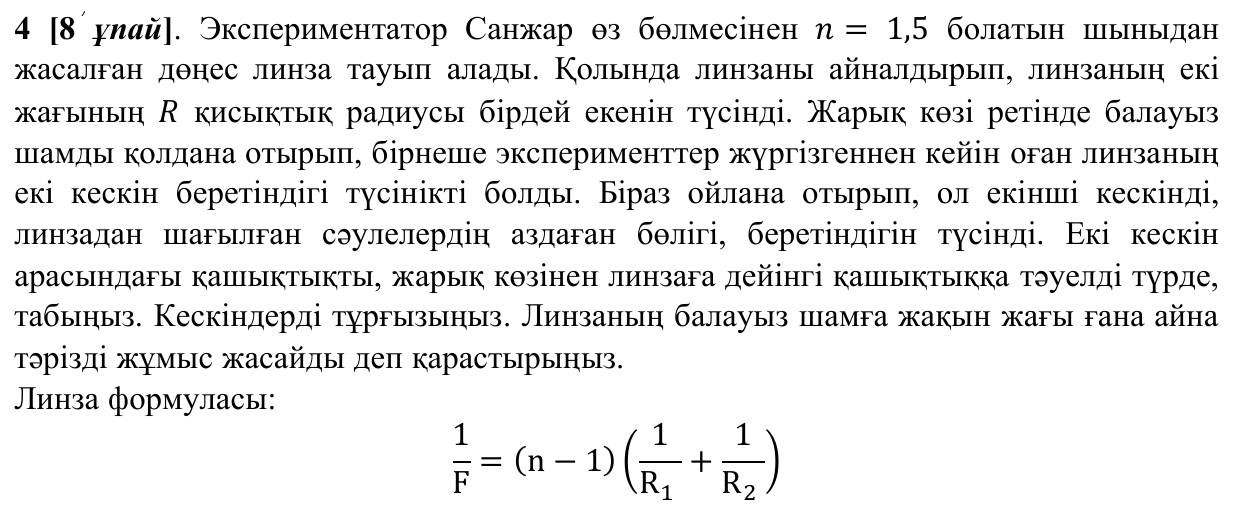 4 [8 ұпай]. Экспериментатор Санжар өз бөлмесінен n = 1,5 болатын шыныдан
жасалған дөңес линза тауып алады. Қолында линзаны айналдырып, линзаның екі
жағының R қисықтық радиусы бірдей екенін түсінді. Жарық көзі ретінде балауыз
шамды қолдана отырып, бірнеше эксперименттер жүргізгеннен кейін оған линзаның
екі кескін беретіндігі түсінікті болды. Біраз ойлана отырып, ол екінші кескінді,
линзадан шағылған сәулелердің аздаған бөлігі, беретіндігін түсінді. Екі кескін
арасындағы қашықтықты, жарық көзінен линзаға дейінгі қашықтыққа тәуелді түрде,
табыңыз. Кескіндерді тұрғызыңыз. Линзаның балауыз шамға жақын жағы ғана айна
тәрізді жұмыс жасайды деп қарастырыңыз.
Линза формуласы:
1/F = (n − 1)(1/R₁ + 1/R₂)